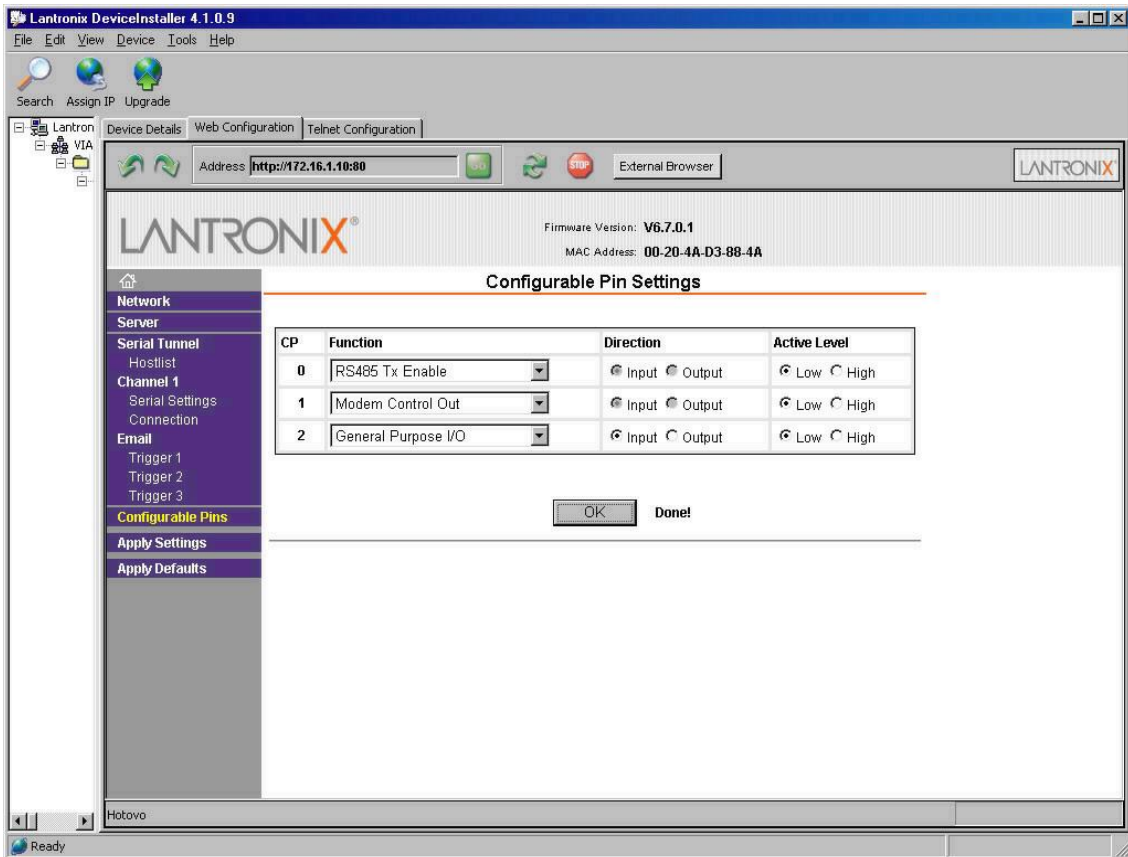 Lantronix DeviceInstaller 4.1.0.9
File Edit View Device Tools Help
Search Assign IP Upgrade
Lantron
VIA
Device Details Web Configuration Telnet Configuration
Address http://172.16.1.10:80 Go STOP External Browser LANTRONIX
LANTRONIX®
Firmware Version: V6.7.0.1
MAC Address: 00-20-4A-D3-88-4A
Configurable Pin Settings
Network
Server
Serial Tunnel
Hostlist
Channel 1
Serial Settings
Connection
Email
Trigger 1
Trigger 2
Trigger 3
Configurable Pins
Apply Settings
Apply Defaults
CP Function Direction Active Level
0 RS485 Tx Enable Input Output Low High
1 Modem Control Out Input Output Low High
2 General Purpose I/O Input Output Low High
OK Done!
Hotovo
Ready